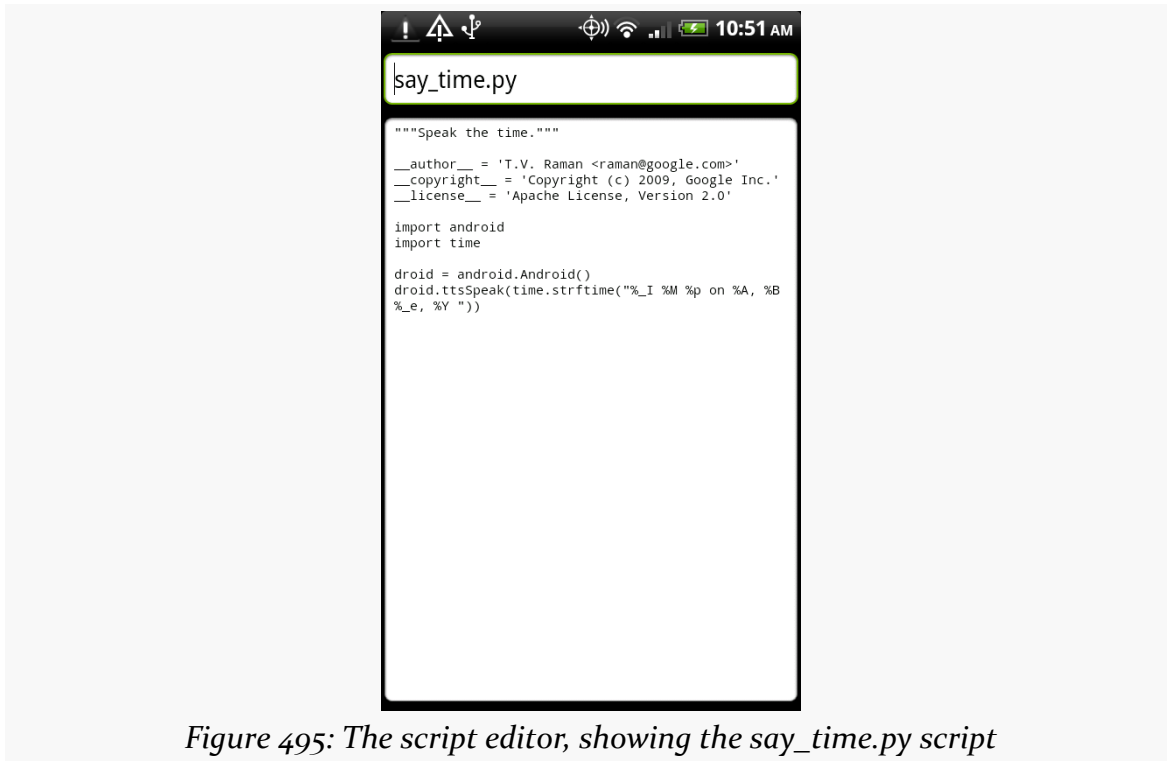 10:51 AM
say_time.py
"""Speak the time."""
__author__ = 'T.V. Raman <raman@google.com>'
__copyright__ = 'Copyright (c) 2009, Google Inc.'
__license__ = 'Apache License, Version 2.0'
import android
import time
droid = android.Android()
droid.ttsSpeak(time.strftime("%_I %M %p on %A, %B
%_e, %Y "))
Figure 495: The script editor, showing the say_time.py script